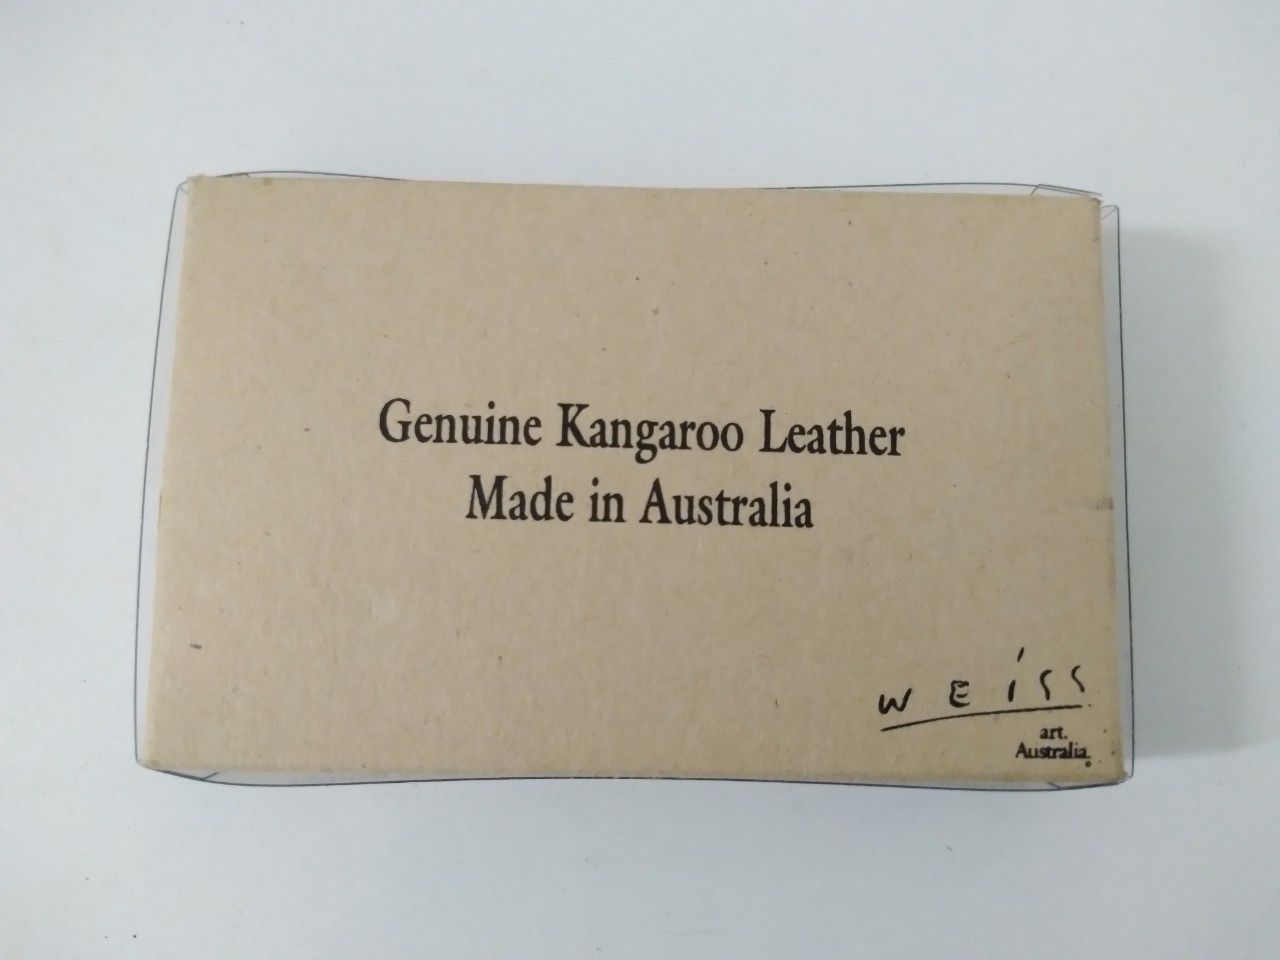 Genuine Kangaroo Leather
Made in Australia
WEiSS
art.
Australia.